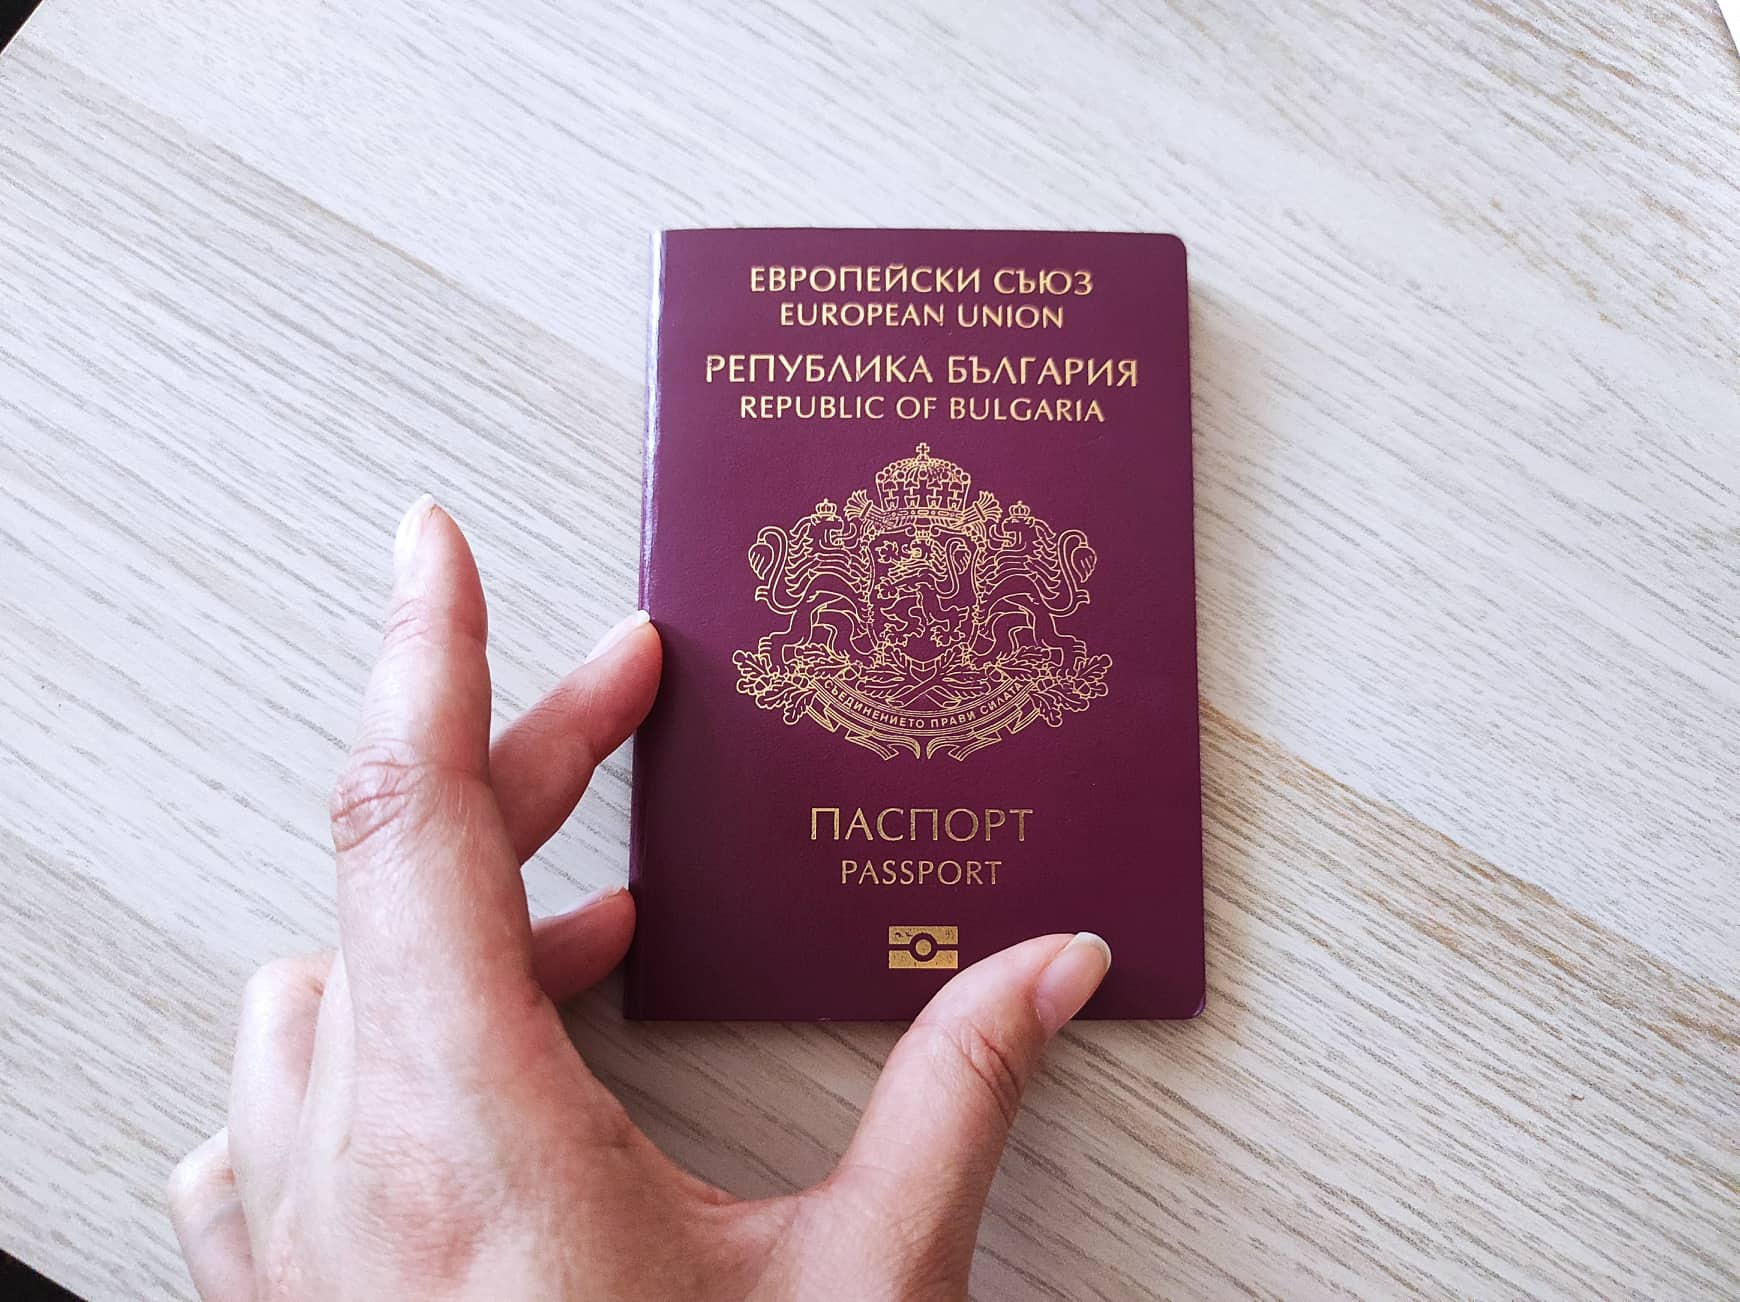 ЕВРОПЕЙСКИ СЪЮЗ
EUROPEAN UNION
РЕПУБЛИКА БЪЛГАРИЯ
REPUBLIC OF BULGARIA
СЪЕДИНЕНИЕТО ПРАВИ СИЛАТА
ПАСПОРТ
PASSPORT